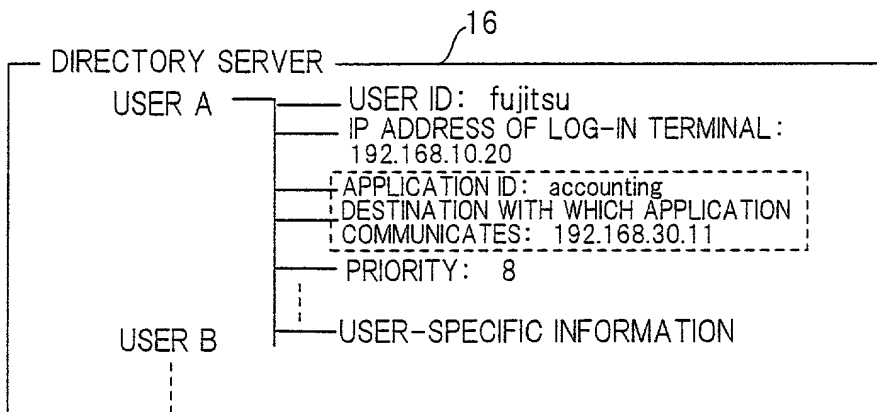 16
DIRECTORY SERVER
USER A
USER ID: fujitsu
IP ADDRESS OF LOG-IN TERMINAL:
192.168.10.20
APPLICATION ID: accounting
DESTINATION WITH WHICH APPLICATION
COMMUNICATES: 192.168.30.11
PRIORITY: 8
USER-SPECIFIC INFORMATION
USER B